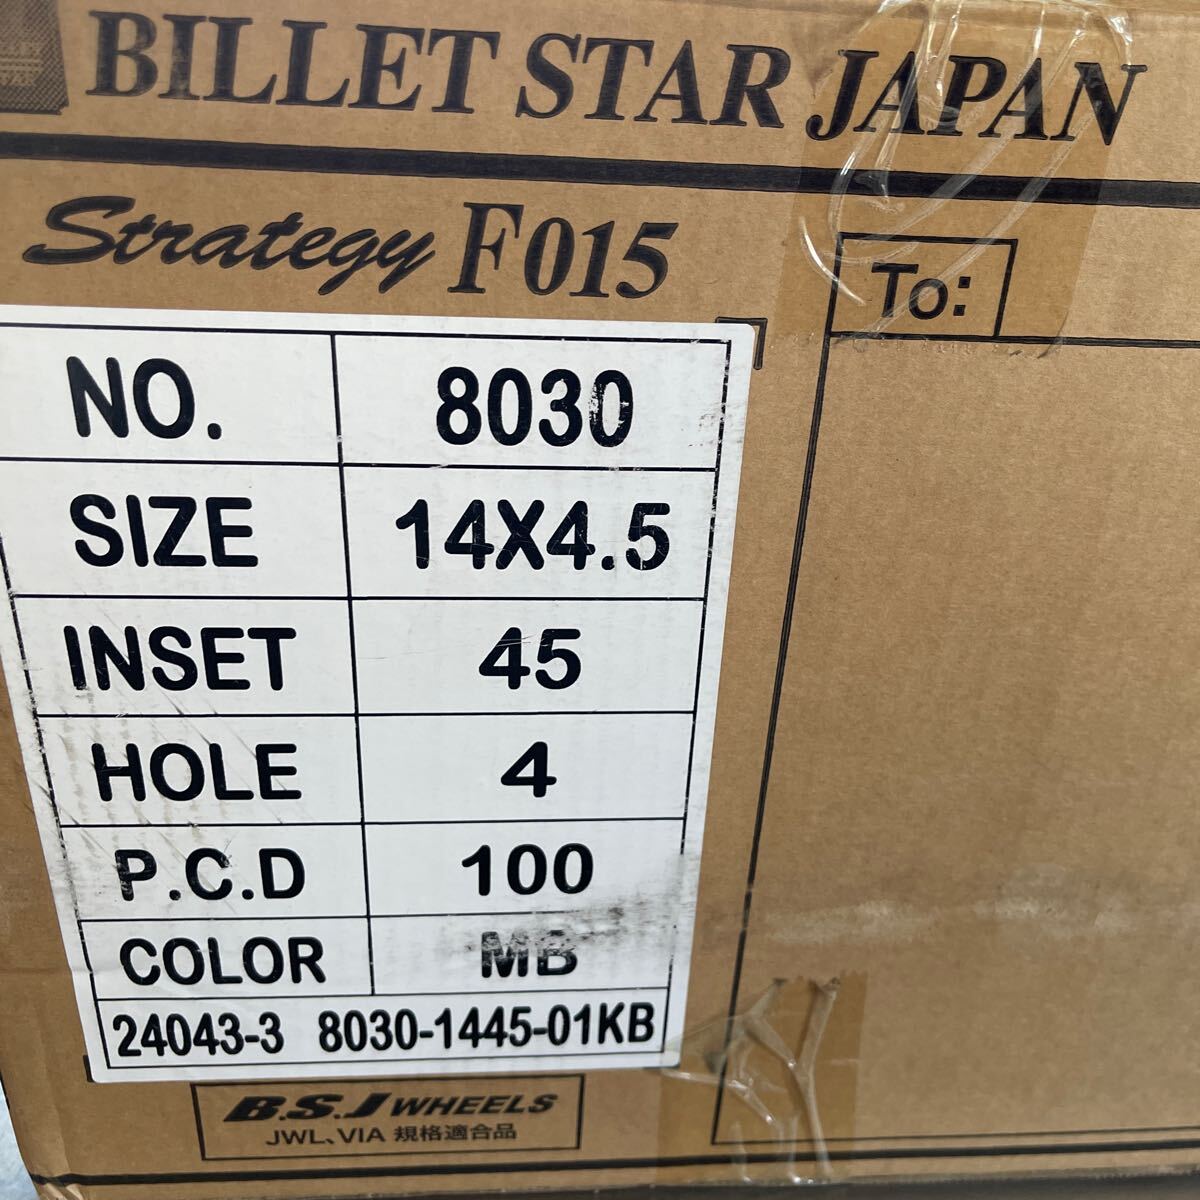 BILLET STAR JAPAN
Strategy F015
To:
NO. 8030
SIZE 14X4.5
INSET 45
HOLE 4
P.C.D 100
COLOR MB
24043-3 8030-1445-01KB
B.S.J WHEELS
JWL、VIA 規格適合品